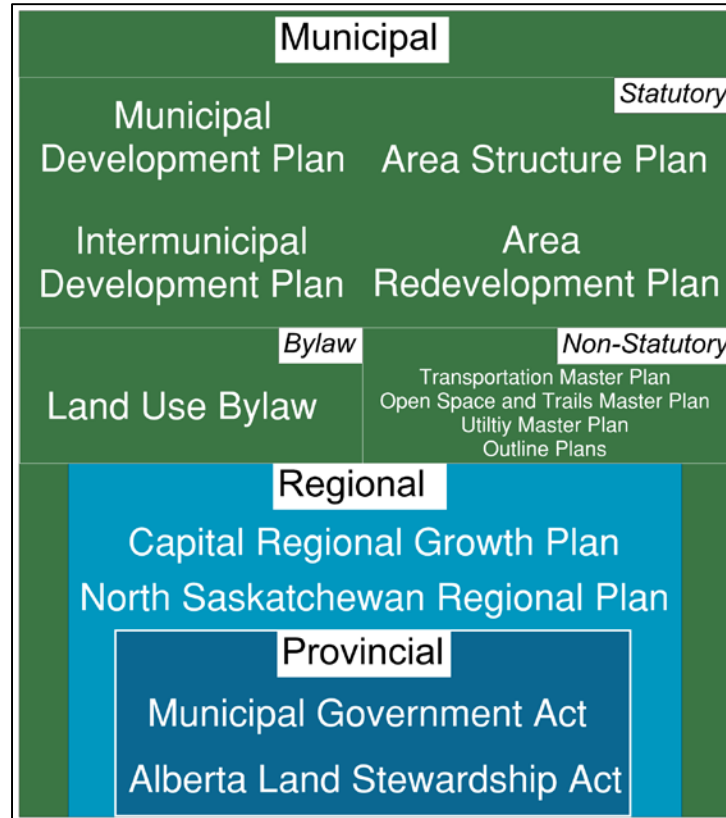 Municipal
Statutory
Municipal
Development Plan
Area Structure Plan
Intermunicipal
Development Plan
Area
Redevelopment Plan
Bylaw
Land Use Bylaw
Non-Statutory
Transportation Master Plan
Open Space and Trails Master Plan
Utiltiy Master Plan
Outline Plans
Regional
Capital Regional Growth Plan
North Saskatchewan Regional Plan
Provincial
Municipal Government Act
Alberta Land Stewardship Act